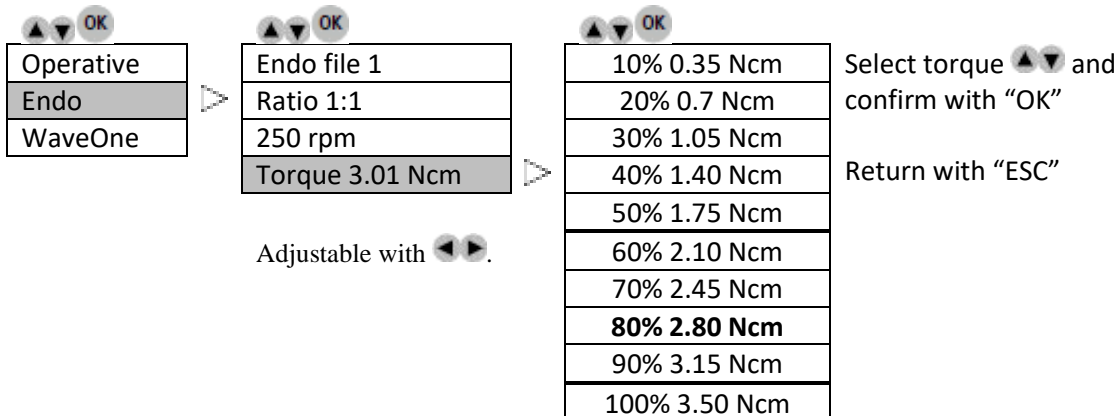 OK
Operative
Endo
WaveOne
OK
Endo file 1
Ratio 1:1
250 rpm
Torque 3.01 Ncm
Adjustable with .
OK
10% 0.35 Ncm
20% 0.7 Ncm
30% 1.05 Ncm
40% 1.40 Ncm
50% 1.75 Ncm
60% 2.10 Ncm
70% 2.45 Ncm
80% 2.80 Ncm
90% 3.15 Ncm
100% 3.50 Ncm
Select torque and
confirm with “OK”
Return with “ESC”